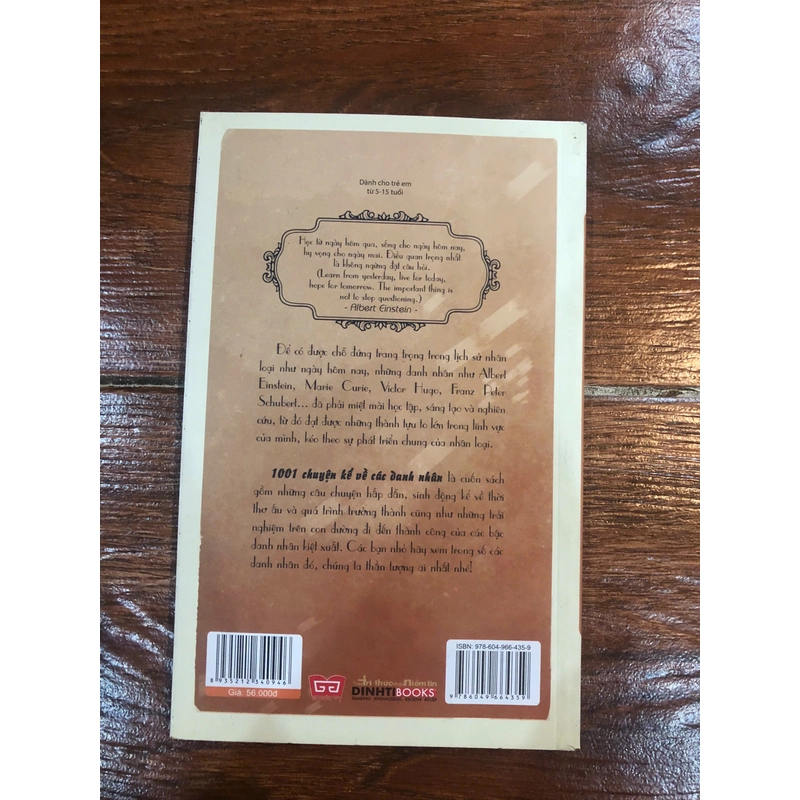 Dành cho trẻ em
từ 5-15 tuổi
Học từ ngày hôm qua, sống cho ngày hôm nay,
hy vọng cho ngày mai. Điều quan trọng nhất
là không ngừng đặt câu hỏi.
(Learn from yesterday, live for today,
hope for tomorrow. The important thing is
not to stop questioning.)
- Albert Einstein -
Để có được chỗ đứng trang trọng trong lịch sử nhân
loại như ngày hôm nay, những danh nhân như Albert
Einstein, Marie Curie, Victor Hugo, Franz Peter
Schubert... đã phải miệt mài học tập, sáng tạo và nghiên
cứu, từ đó đạt được những thành tựu to lớn trong lĩnh vực
của mình, kéo theo sự phát triển chung của nhân loại.
1001 chuyện kể về các danh nhân là cuốn sách
gồm những câu chuyện hấp dẫn, sinh động kể về thời
thơ ấu và quá trình trưởng thành cũng như những trải
nghiệm trên con đường đi đến thành công của các bậc
danh nhân kiệt xuất. Các bạn nhỏ hãy xem trong số các
danh nhân đó, chúng ta thần tượng ai nhất nhé!
ISBN: 978-604-966-435-9
8 935212 340946
Giá: 56.000đ
Tri thức Niềm tin
DINHTIBOOKS
9 786049 664359